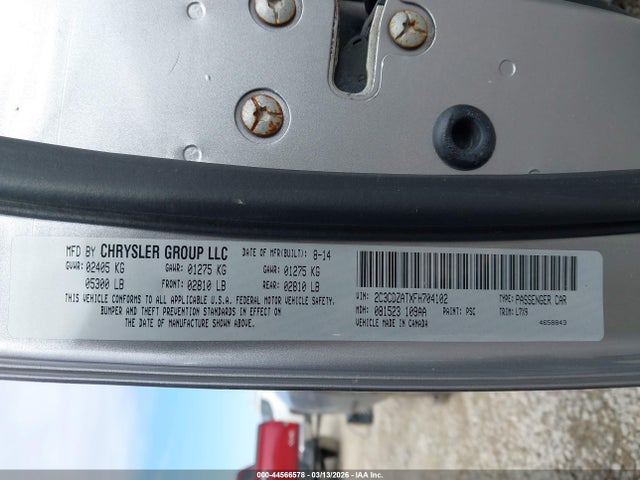 MFD BY CHRYSLER GROUP LLC DATE OF MFR(BUILT): 8-14
GVWR: 02405 KG GAWR: 01275 KG GAWR: 01275 KG
05300 LB FRONT: 02810 LB REAR: 02810 LB
THIS VEHICLE CONFORMS TO ALL APPLICABLE U.S.A. FEDERAL MOTOR VEHICLE SAFETY,
BUMPER AND THEFT PREVENTION STANDARDS IN EFFECT ON
THE DATE OF MANUFACTURE SHOWN ABOVE.
VIN: 2C3CDZATXFH704102 TYPE: PASSENGER CAR
MDH: 081523 109AA PAINT: PSC TRIM: L7X9
VEHICLE MADE IN CANADA 4658843
000-44566578 - 03/13/2026 - IAA Inc.